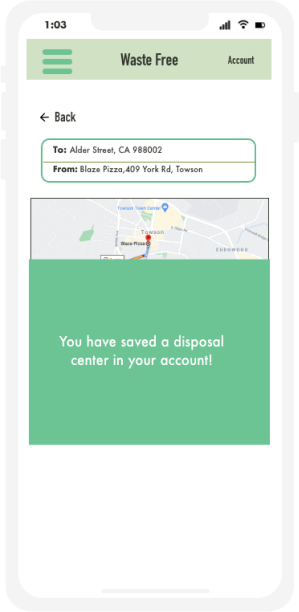 1:03
Waste Free
Account
← Back
To: Alder Street, CA 988002
From: Blaze Pizza,409 York Rd, Towson
Towson Town Center
Towson
Blaze Pizza
You have saved a disposal
center in your account!